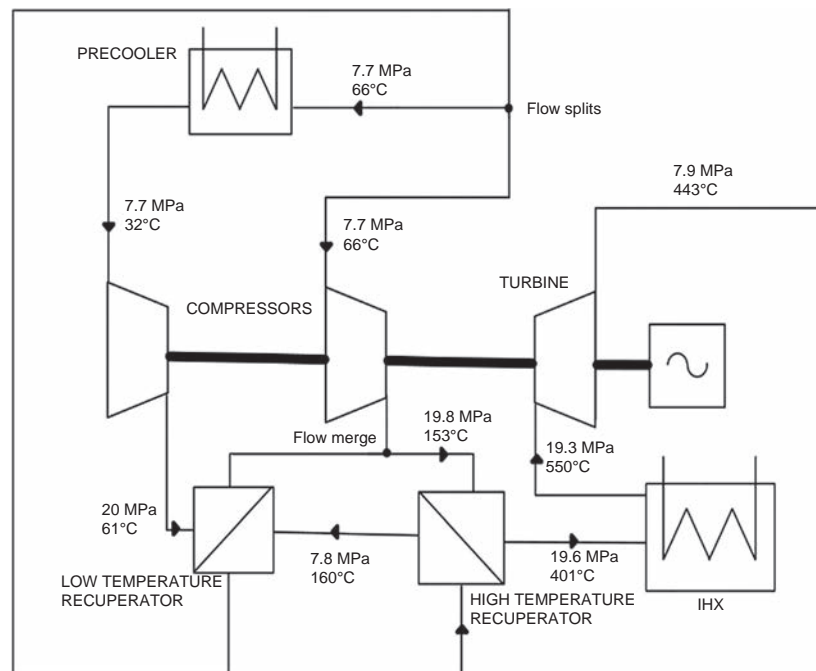 PRECOOLER
7.7 MPa
66°C
Flow splits
7.9 MPa
443°C
7.7 MPa
32°C
7.7 MPa
66°C
COMPRESSORS
TURBINE
Flow merge
19.8 MPa
153°C
19.3 MPa
550°C
20 MPa
61°C
7.8 MPa
160°C
19.6 MPa
401°C
LOW TEMPERATURE
RECUPERATOR
HIGH TEMPERATURE
RECUPERATOR
IHX